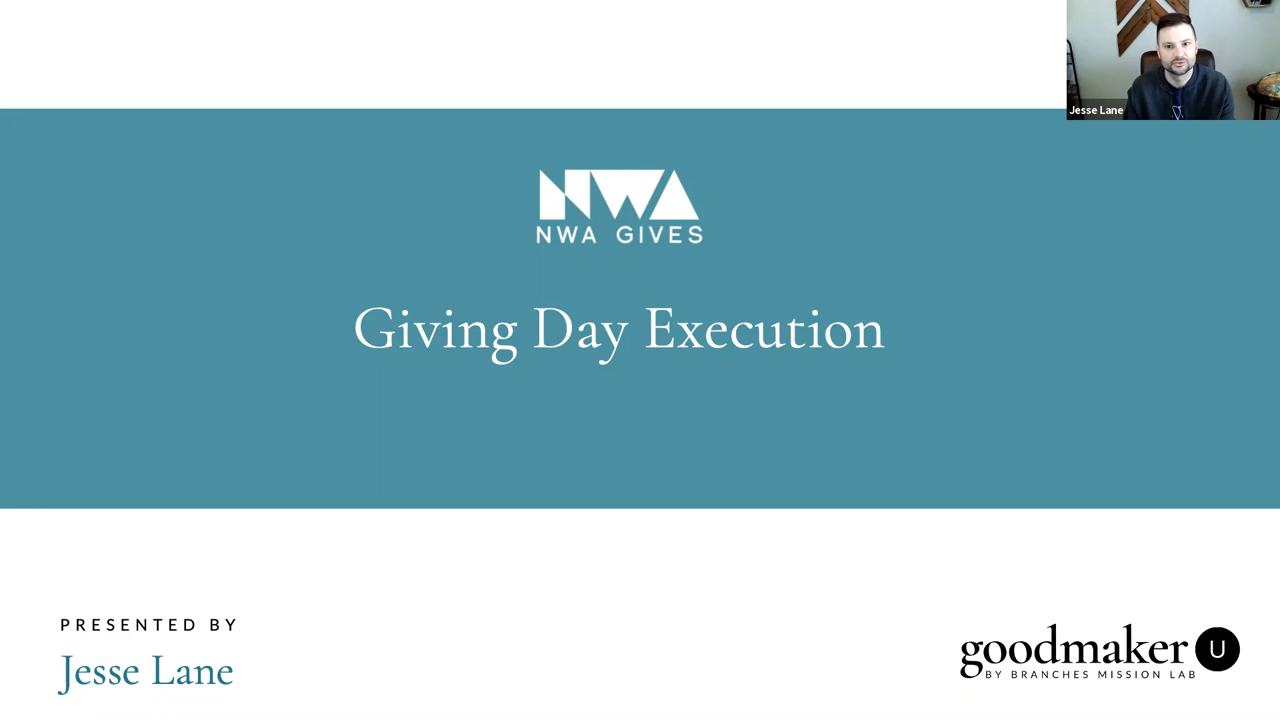 Jesse Lane
NWA
NWA GIVES
Giving Day Execution
PRESENTED BY
Jesse Lane
goodmaker U
BY BRANCHES MISSION LAB